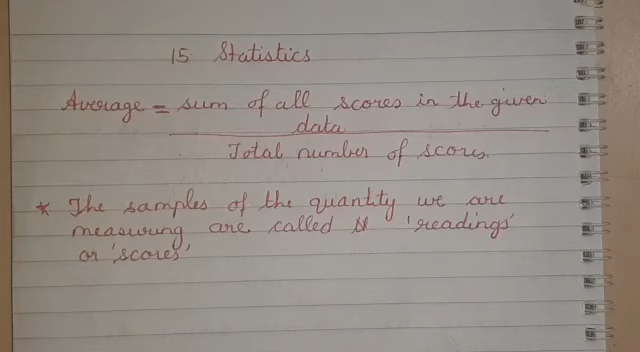 15 Statistics
Average = sum of all scores in the given
data
Total number of scores.
* The samples of the quantity we are
measuring are called 'readings'
or 'scores'